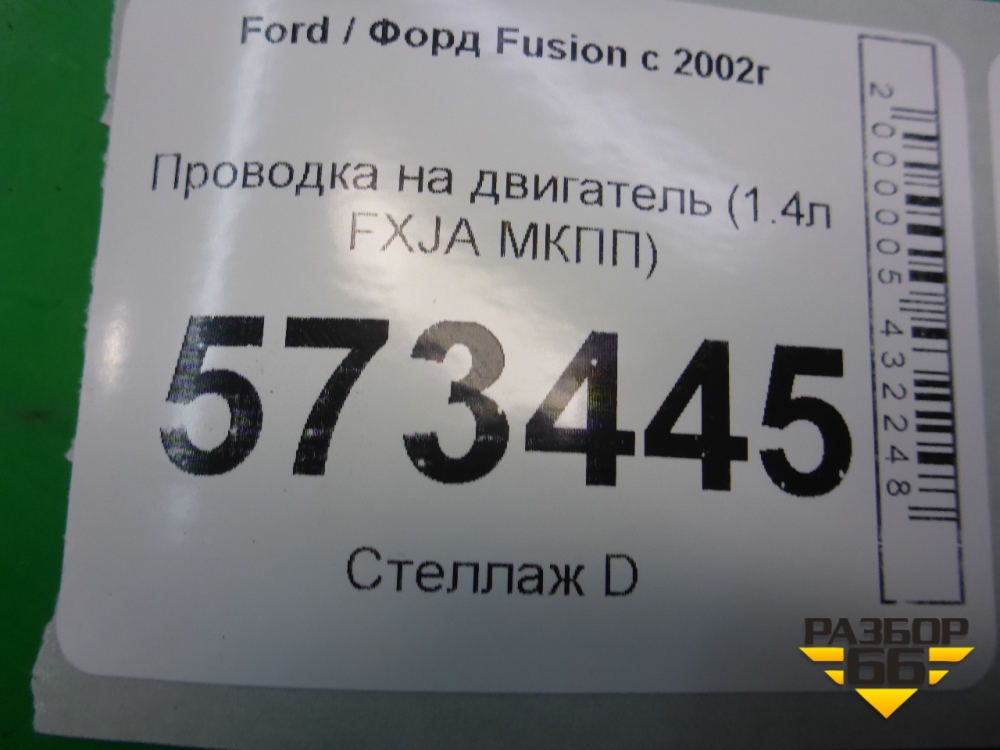 Ford / Форд Fusion с 2002г
Проводка на двигатель (1.4л
FXJA МКПП)
573445
Стеллаж D
2000005432248
РАЗБОР
66